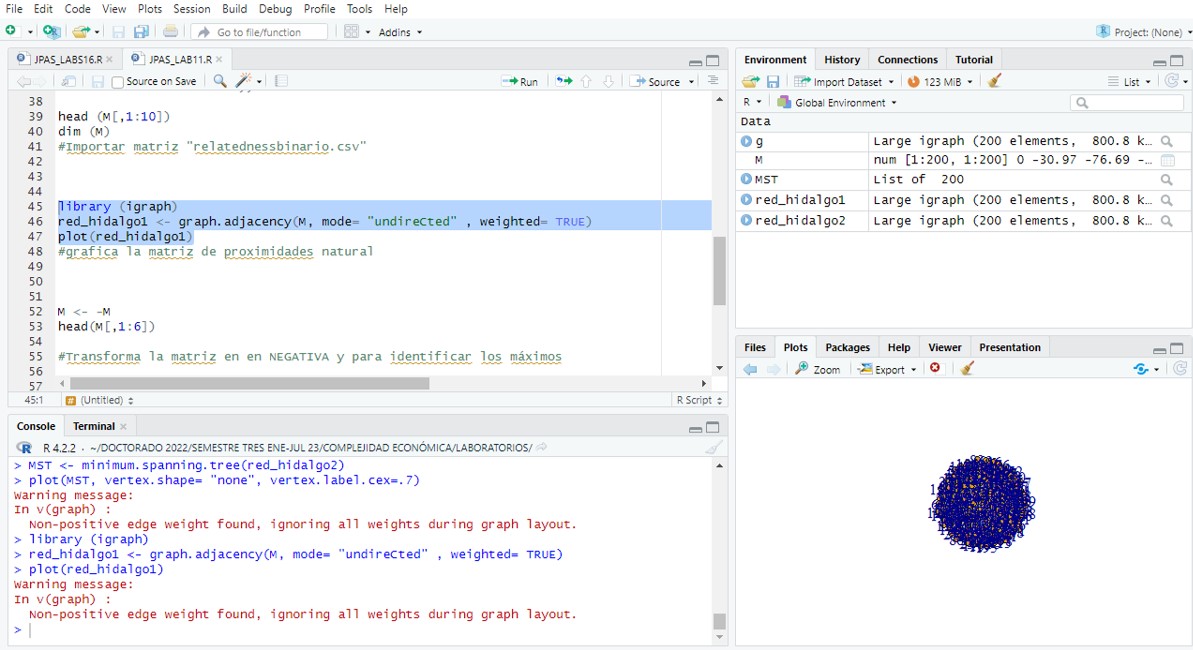 File Edit Code View Plots Session Build Debug Profile Tools Help
Go to file/function
Addins
Project: (None)
JPAS_LABS16.R
JPAS_LAB11.R
Source on Save
Run
Source
38
39 head (M[,1:10])
40 dim (M)
41 #Importar matriz "relatednessbinario.csv"
42
43
44
45 library (igraph)
46 red_hidalgo1 <- graph.adjacency(M, mode= "undireCted" , weighted= TRUE)
47 plot(red_hidalgo1)
48 #grafica la matriz de proximidades natural
49
50
51
52 M <- -M
53 head(M[,1:6])
54
55 #Transforma la matriz en en NEGATIVA y para identificar los máximos
56
57
45:1 (Untitled) R Script
Console Terminal
R 4.2.2 · ~/DOCTORADO 2022/SEMESTRE TRES ENE-JUL 23/COMPLEJIDAD ECONÓMICA/LABORATORIOS/
> MST <- minimum.spanning.tree(red_hidalgo2)
> plot(MST, vertex.shape= "none", vertex.label.cex=.7)
Warning message:
In v(graph) :
Non-positive edge weight found, ignoring all weights during graph layout.
> library (igraph)
> red_hidalgo1 <- graph.adjacency(M, mode= "undireCted" , weighted= TRUE)
> plot(red_hidalgo1)
Warning message:
In v(graph) :
Non-positive edge weight found, ignoring all weights during graph layout.
>
Environment History Connections Tutorial
Import Dataset 123 MiB List
R Global Environment
Data
g Large igraph (200 elements, 800.8 k…
M num [1:200, 1:200] 0 -30.97 -76.69 -…
MST List of 200
red_hidalgo1 Large igraph (200 elements, 800.8 k…
red_hidalgo2 Large igraph (200 elements, 800.8 k…
Files Plots Packages Help Viewer Presentation
Zoom Export